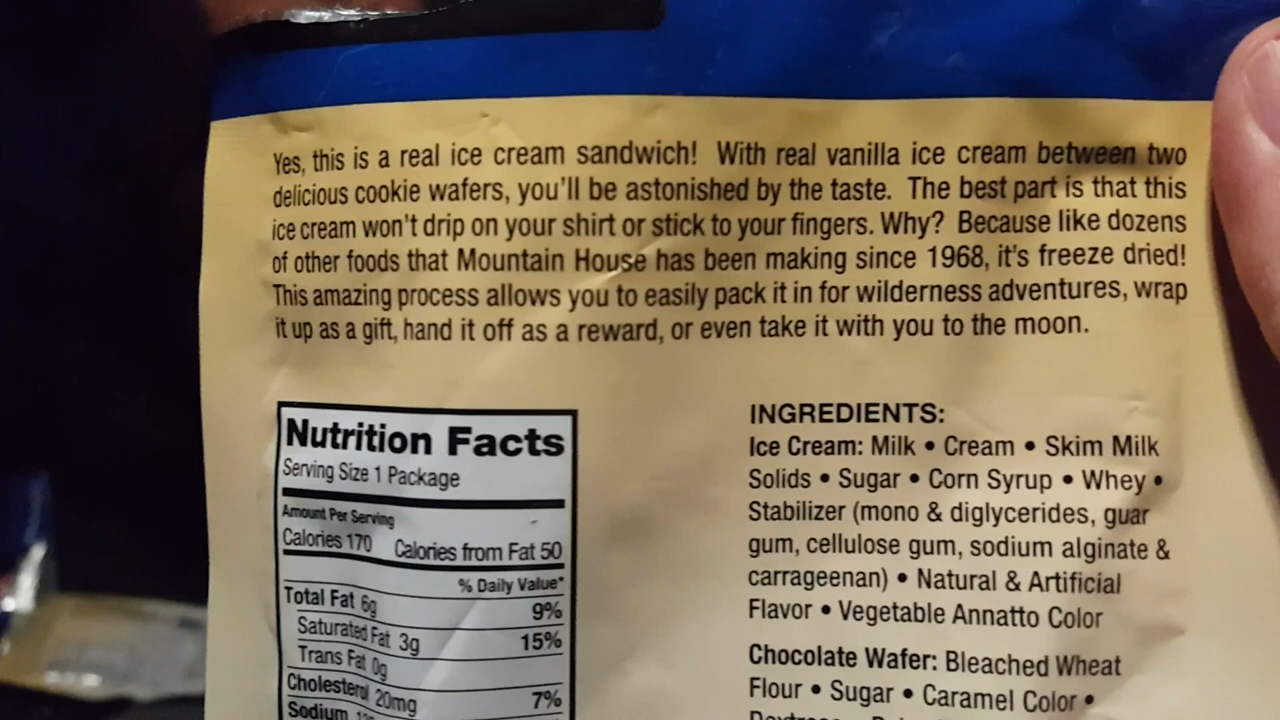 Yes, this is a real ice cream sandwich! With real vanilla ice cream between two
delicious cookie wafers, you'll be astonished by the taste. The best part is that this
ice cream won't drip on your shirt or stick to your fingers. Why? Because like dozens
of other foods that Mountain House has been making since 1968, it's freeze dried!
This amazing process allows you to easily pack it in for wilderness adventures, wrap
it up as a gift, hand it off as a reward, or even take it with you to the moon.
Nutrition Facts
Serving Size 1 Package
Amount Per Serving
Calories 170 Calories from Fat 50
% Daily Value*
Total Fat 6g 9%
Saturated Fat 3g 15%
Trans Fat 0g
Cholesterol 20mg 7%
Sodium
INGREDIENTS:
Ice Cream: Milk • Cream • Skim Milk
Solids • Sugar • Corn Syrup • Whey •
Stabilizer (mono & diglycerides, guar
gum, cellulose gum, sodium alginate &
carrageenan) • Natural & Artificial
Flavor • Vegetable Annatto Color
Chocolate Wafer: Bleached Wheat
Flour • Sugar • Caramel Color •